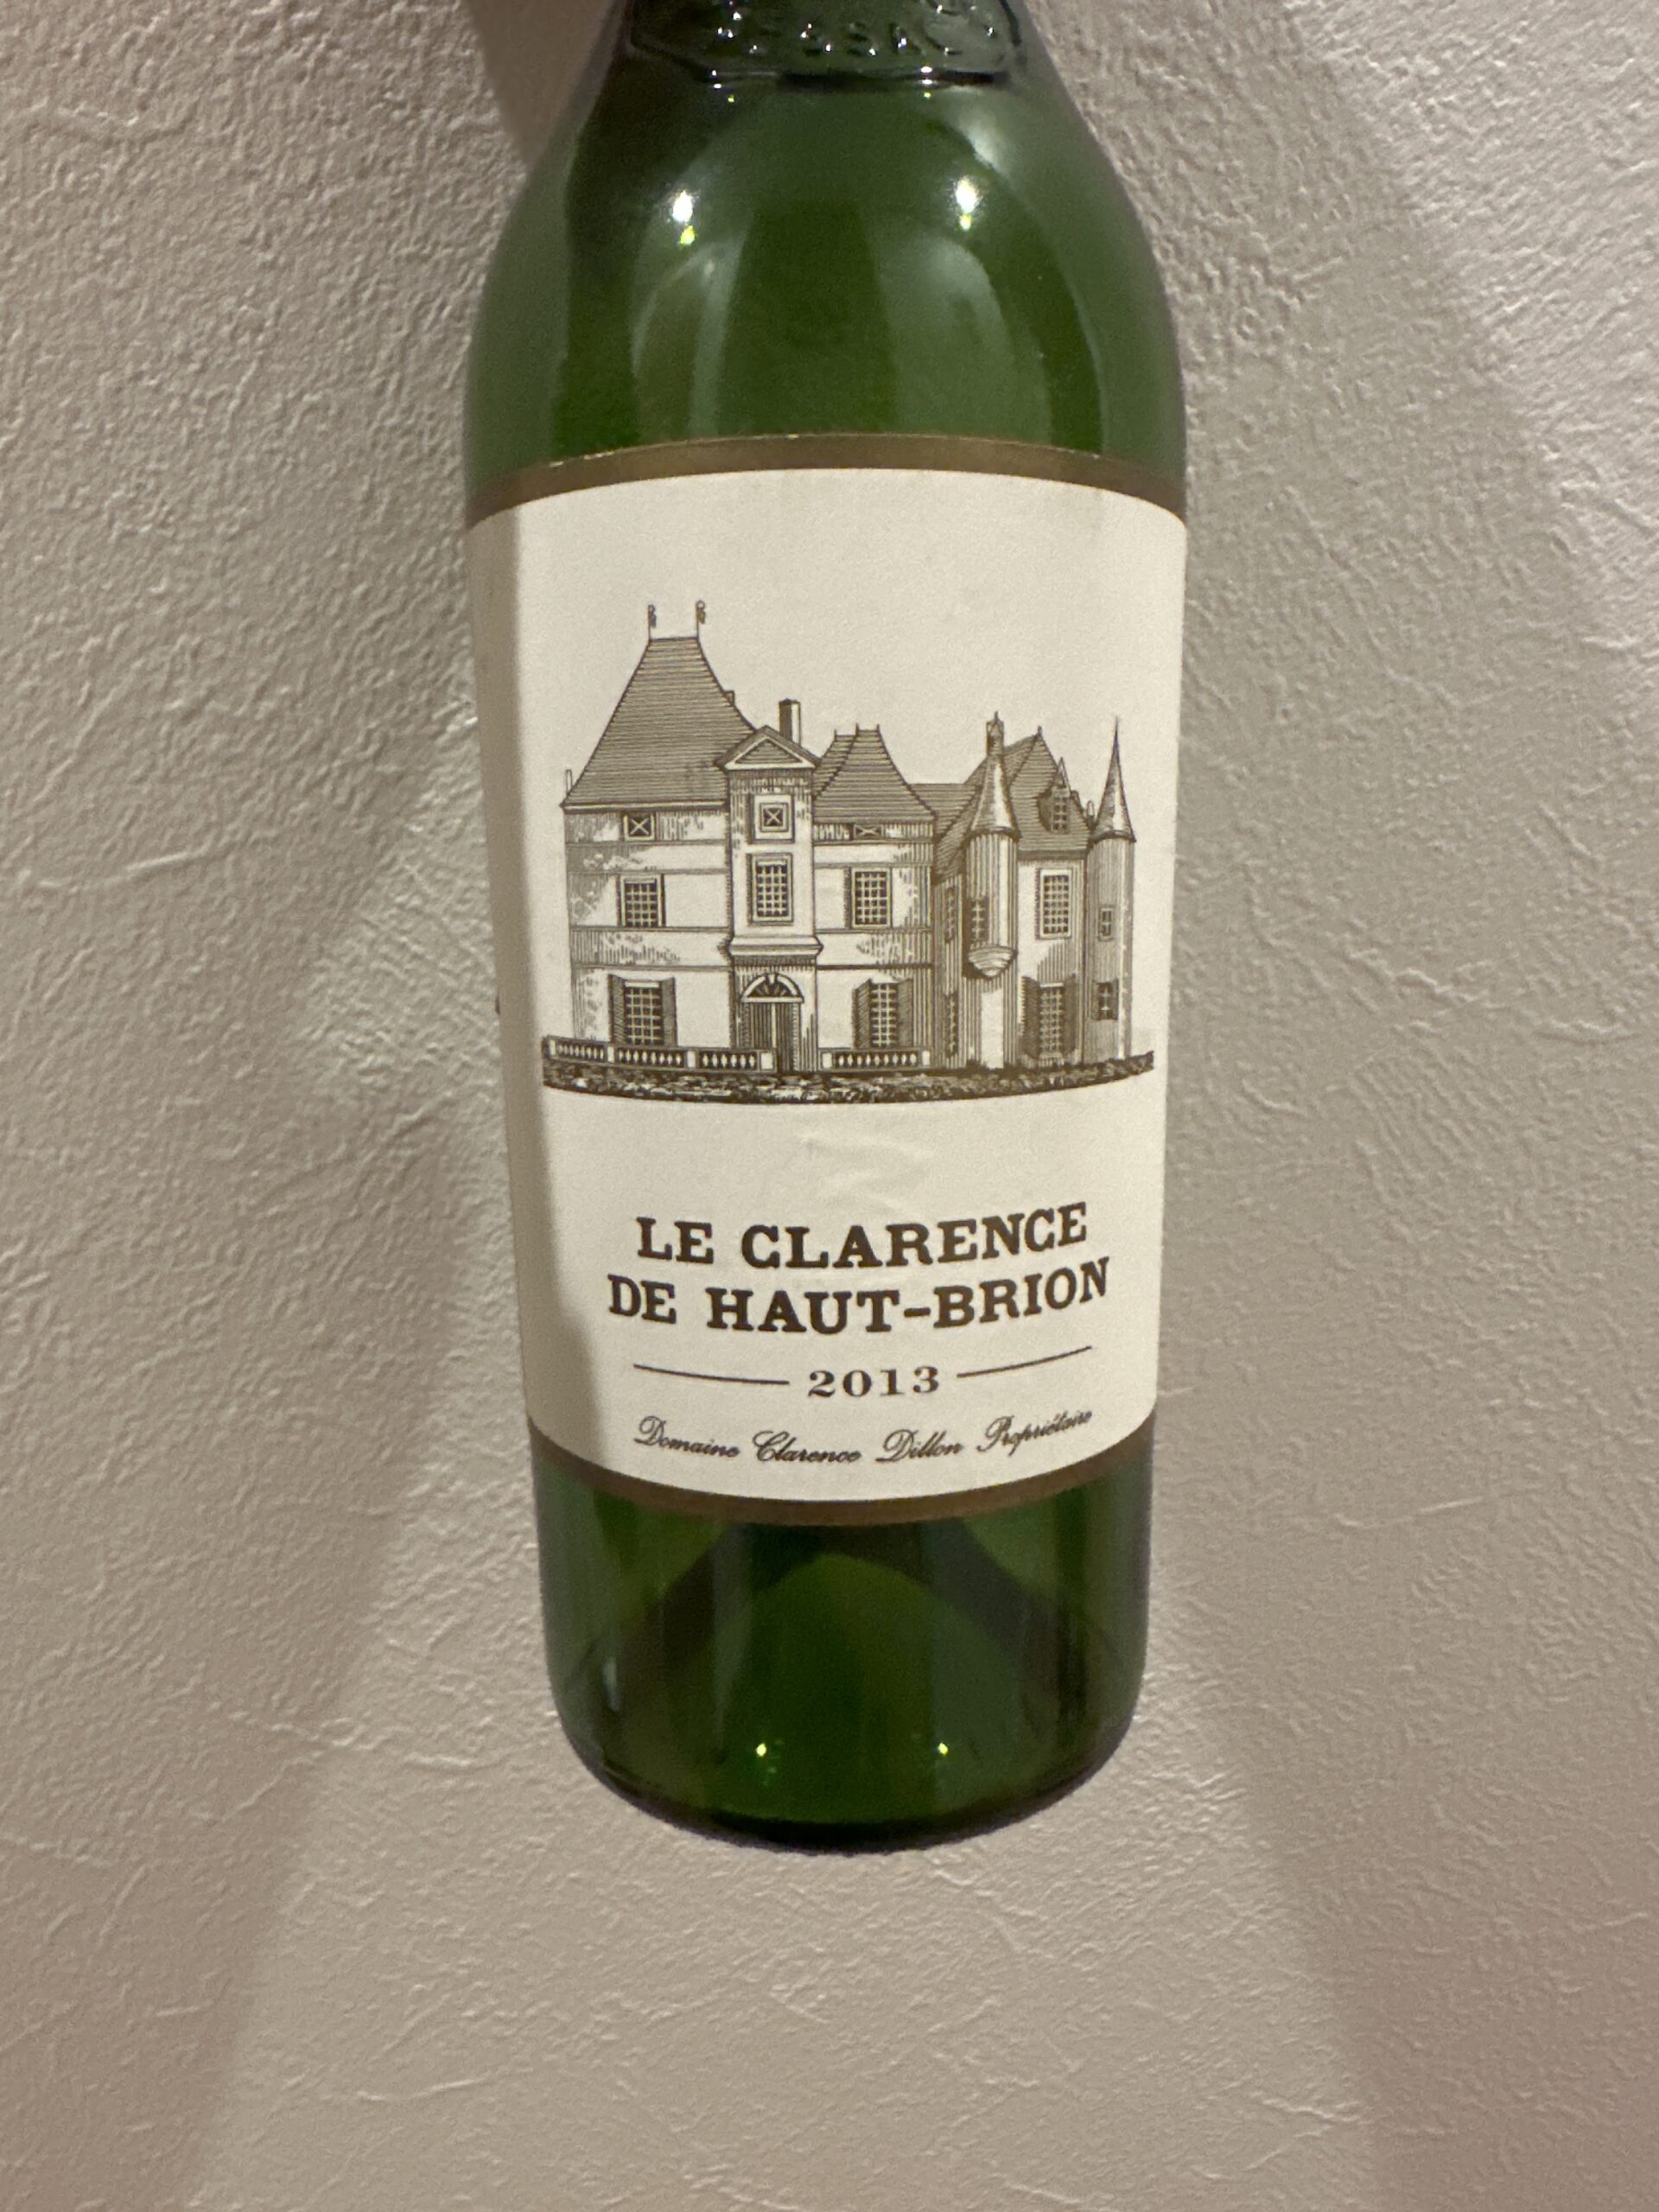 LE CLARENCE
DE HAUT-BRION
2013
Domaine Clarence Dillon Propriétaire